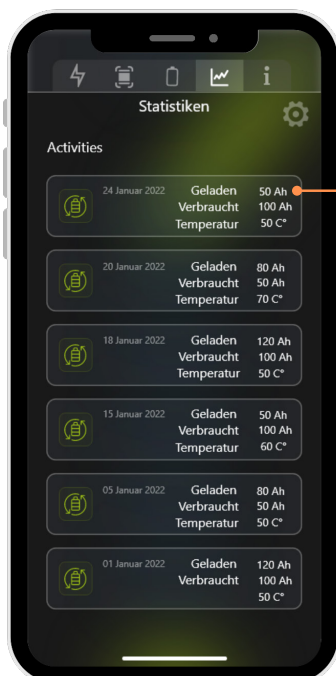 Statistiken
Activities
24 Januar 2022 Geladen 50 Ah
Verbraucht 100 Ah
Temperatur 50 C°
20 Januar 2022 Geladen 80 Ah
Verbraucht 50 Ah
Temperatur 70 C°
18 Januar 2022 Geladen 120 Ah
Verbraucht 100 Ah
Temperatur 50 C°
15 Januar 2022 Geladen 50 Ah
Verbraucht 100 Ah
Temperatur 60 C°
05 Januar 2022 Geladen 80 Ah
Verbraucht 50 Ah
Temperatur 50 C°
01 Januar 2022 Geladen 120 Ah
Verbraucht 100 Ah
50 C°